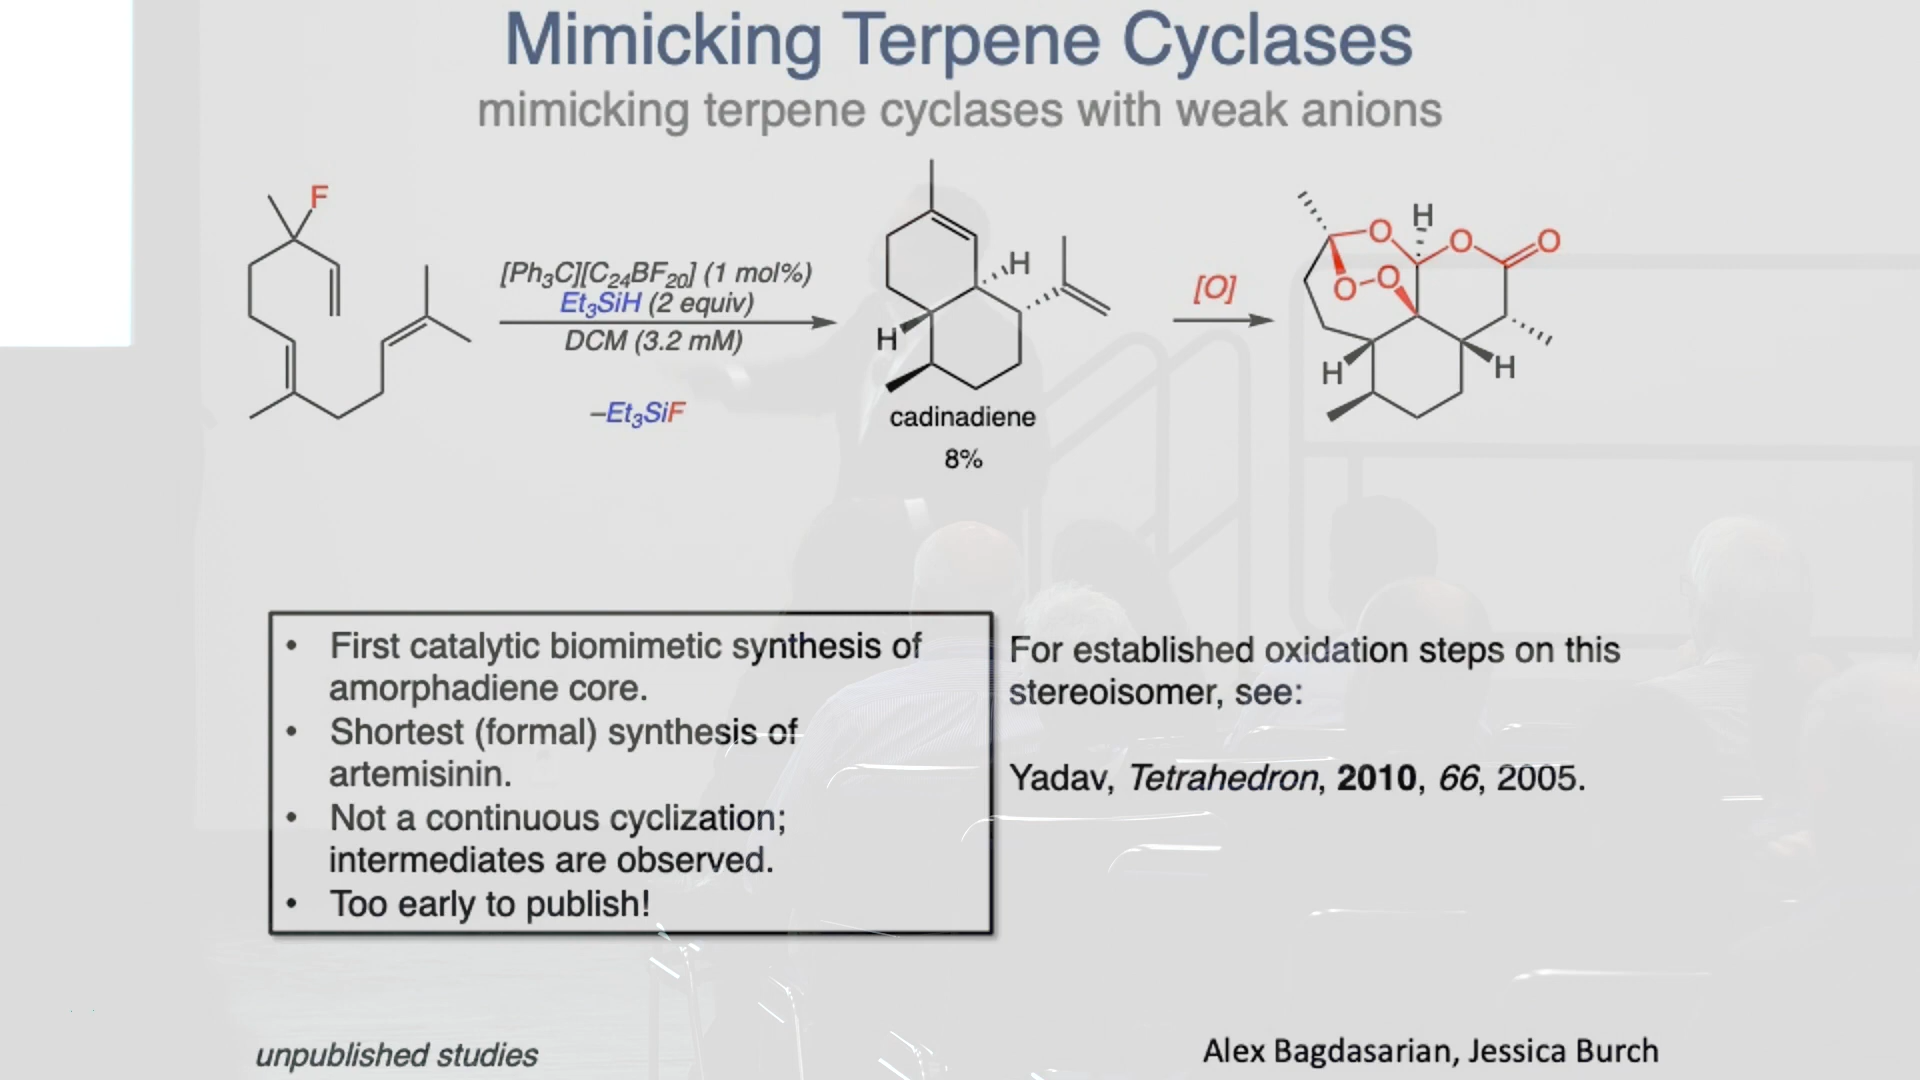 Mimicking Terpene Cyclases
mimicking terpene cyclases with weak anions
F
[Ph3C][C24BF20] (1 mol%)
Et3SiH (2 equiv)
DCM (3.2 mM)
–Et3SiF
H
H
cadinadiene
8%
[O]
H
O
O
O
O
O
H
H
• First catalytic biomimetic synthesis of
amorphadiene core.
• Shortest (formal) synthesis of
artemisinin.
• Not a continuous cyclization;
intermediates are observed.
• Too early to publish!
For established oxidation steps on this
stereoisomer, see:
Yadav, Tetrahedron, 2010, 66, 2005.
unpublished studies
Alex Bagdasarian, Jessica Burch